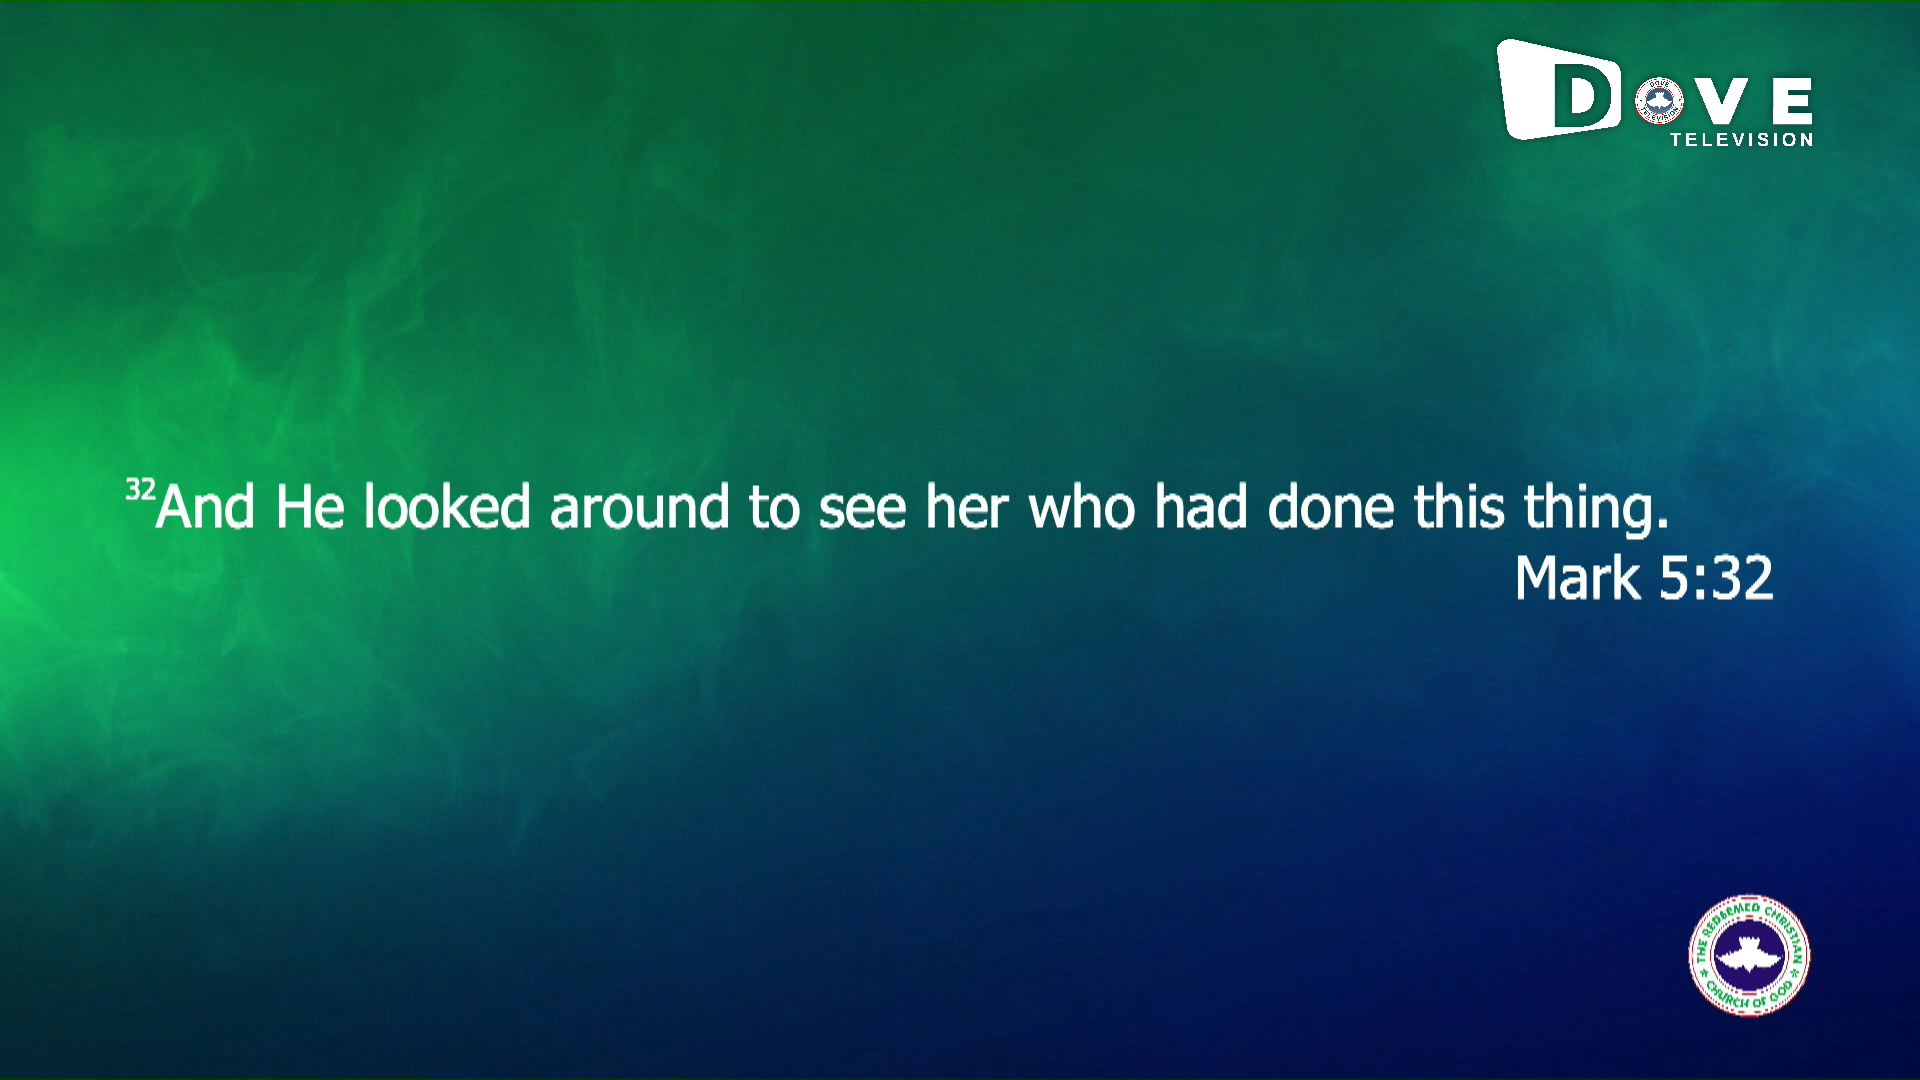 DOVE
TELEVISION
32And He looked around to see her who had done this thing.
Mark 5:32
THE REDEEMED CHRISTIAN
CHURCH OF GOD